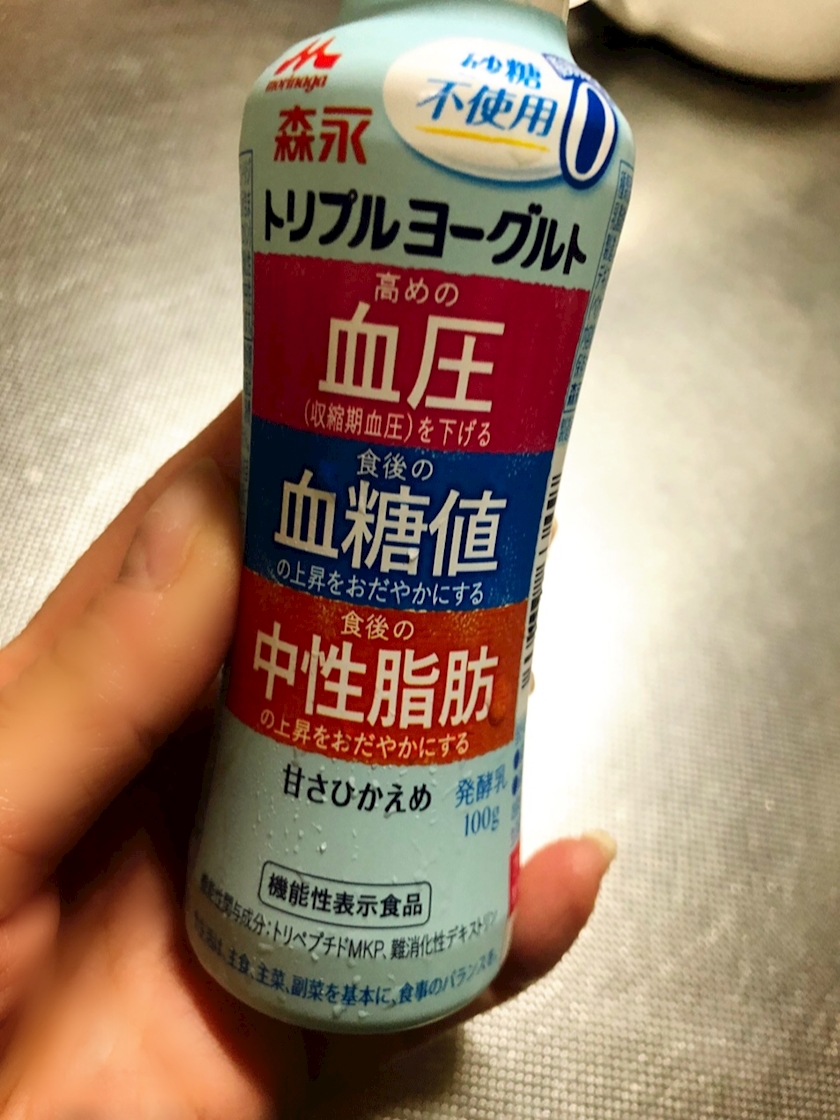 morinaga
森永
砂糖
不使用
0
トリプルヨーグルト
高めの
血圧
(収縮期血圧)を下げる
食後の
血糖値
の上昇をおだやかにする
食後の
中性脂肪
の上昇をおだやかにする
甘さひかえめ
発酵乳
100g
機能性表示食品
機能性関与成分:トリペプチドMKP、難消化性デキストリン
食生活は、主食、主菜、副菜を基本に、食事のバランスを。